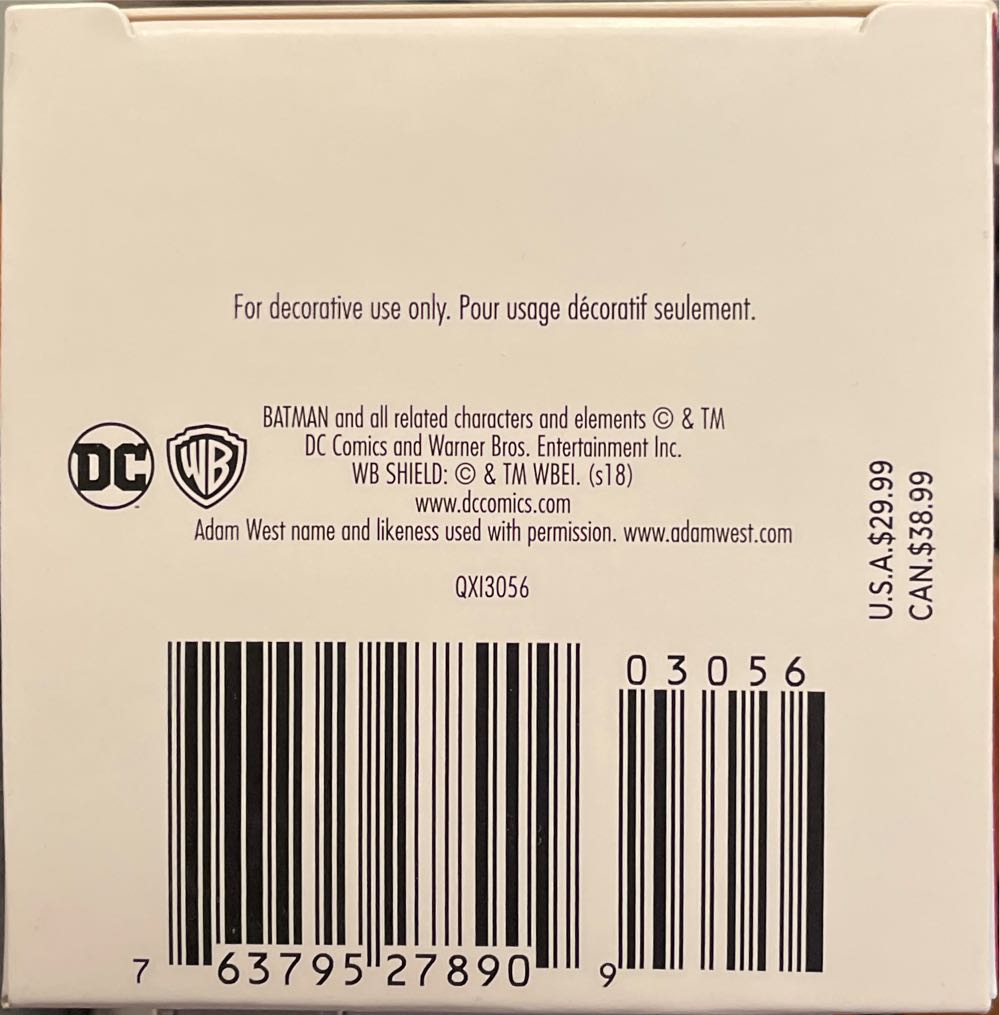 For decorative use only. Pour usage décoratif seulement.
BATMAN and all related characters and elements © & TM
DC Comics and Warner Bros. Entertainment Inc.
WB SHIELD: © & TM WBEI. (s18)
www.dccomics.com
Adam West name and likeness used with permission. www.adamwest.com
DC
WB
QXI3056
U.S.A.$29.99
CAN.$38.99
03056
7 63795 27890 9